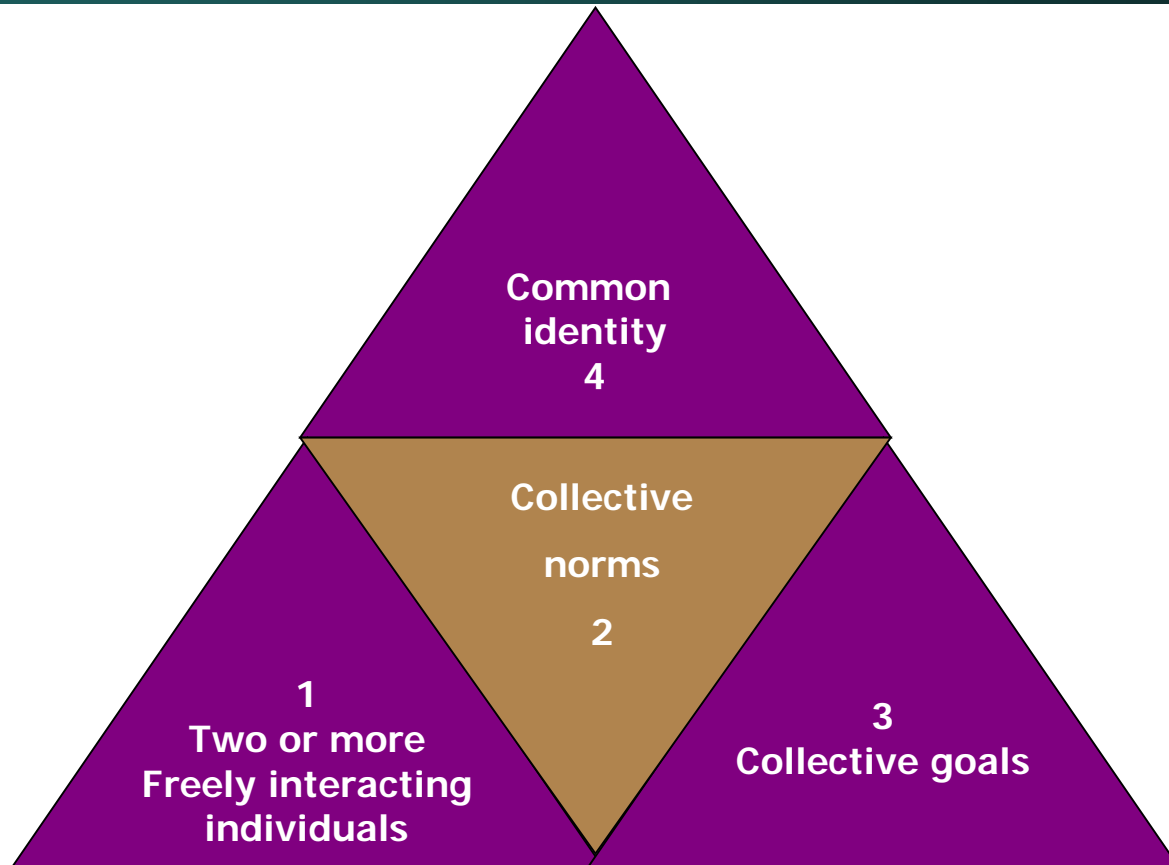 Common
identity
4
Collective
norms
2
1
Two or more
Freely interacting
individuals
3
Collective goals